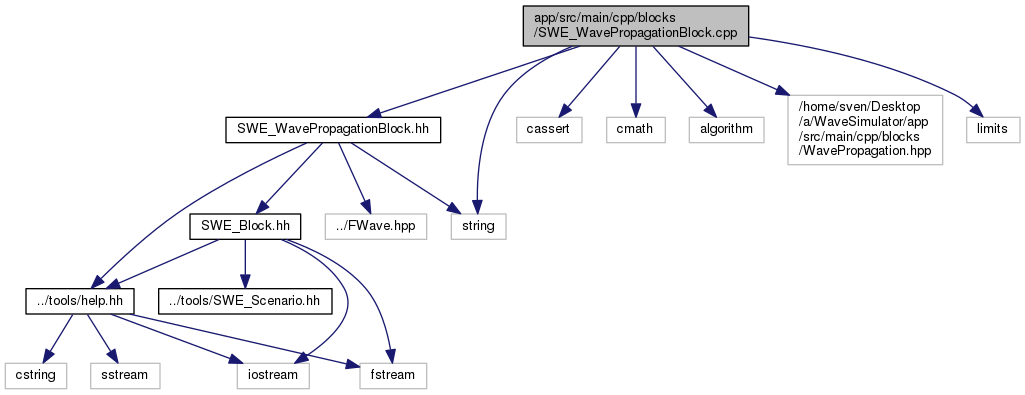 app/src/main/cpp/blocks
/SWE_WavePropagationBlock.cpp
SWE_WavePropagationBlock.hh
cassert
cmath
algorithm
/home/sven/Desktop
/a/WaveSimulator/app
/src/main/cpp/blocks
/WavePropagation.hpp
limits
SWE_Block.hh
../FWave.hpp
string
../tools/help.hh
../tools/SWE_Scenario.hh
cstring
sstream
iostream
fstream